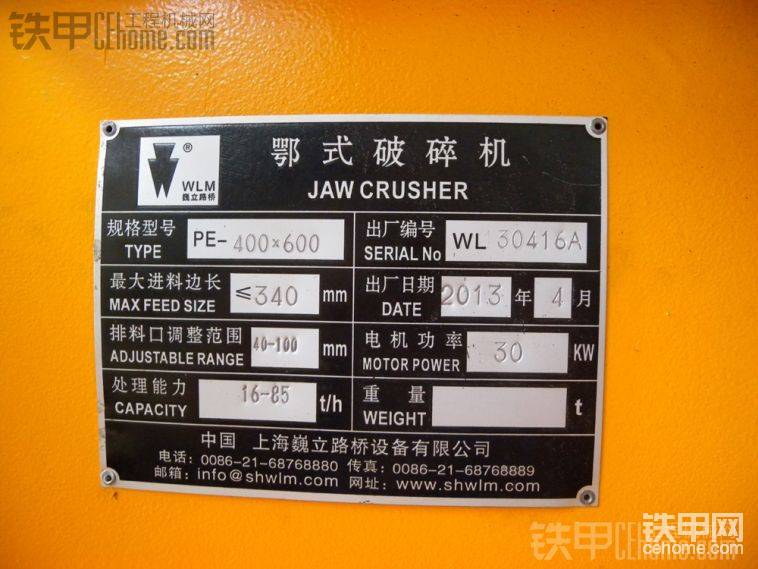 铁甲工程机械网
CEhome.com
鄂式破碎机
JAW CRUSHER
®
WLM
巍立路桥
规格型号
TYPE
PE-400×600
出厂编号
SERIAL No
WL 30416A
最大进料边长
MAX FEED SIZE
≤340 mm
出厂日期
DATE
2013 年 4 月
排料口调整范围
ADJUSTABLE RANGE
40-100 mm
电机功率
MOTOR POWER
30 KW
处理能力
CAPACITY
16-85 t/h
重量
WEIGHT
t
中国 上海巍立路桥设备有限公司
电话：0086-21-68768880 传真：0086-21-68768889
邮箱：info@shwlm.com 网址：www.shwlm.com
铁甲网
cehome.com